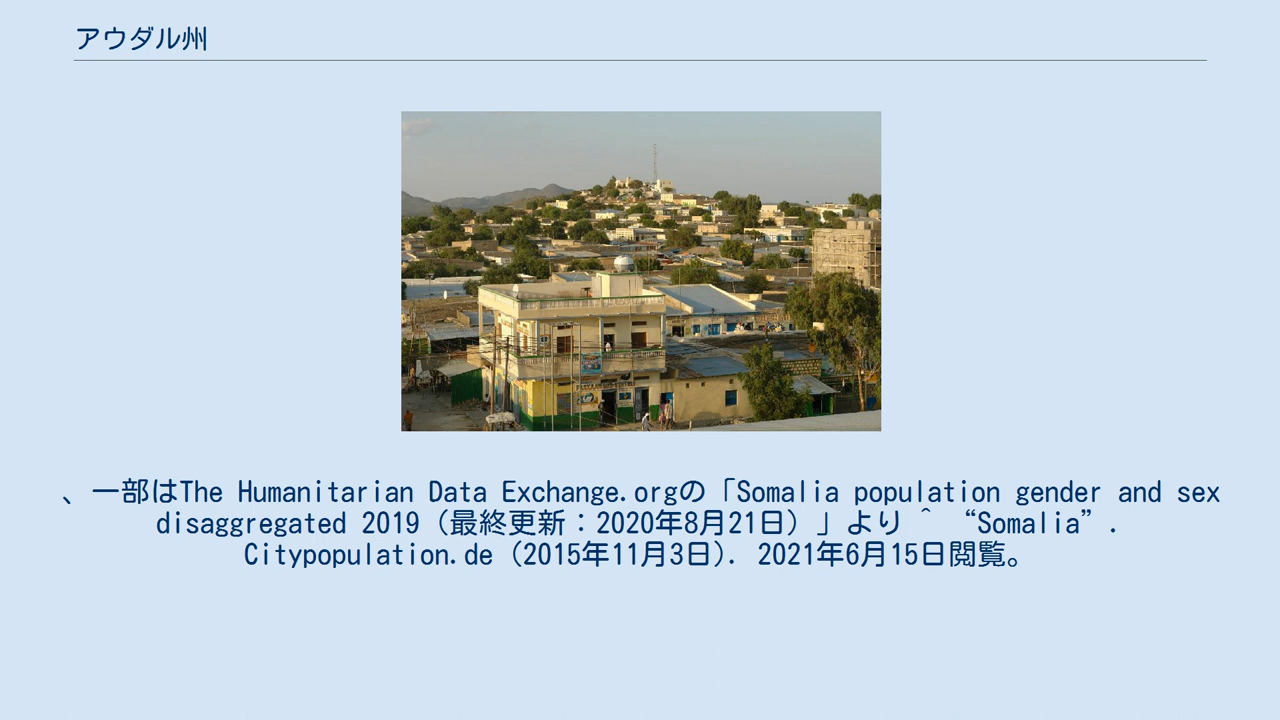 アウダル州
、一部はThe Humanitarian Data Exchange.orgの「Somalia population gender and sex
disaggregated 2019（最終更新：2020年8月21日）」より ^ “Somalia”.
Citypopulation.de（2015年11月3日）. 2021年6月15日閲覧。